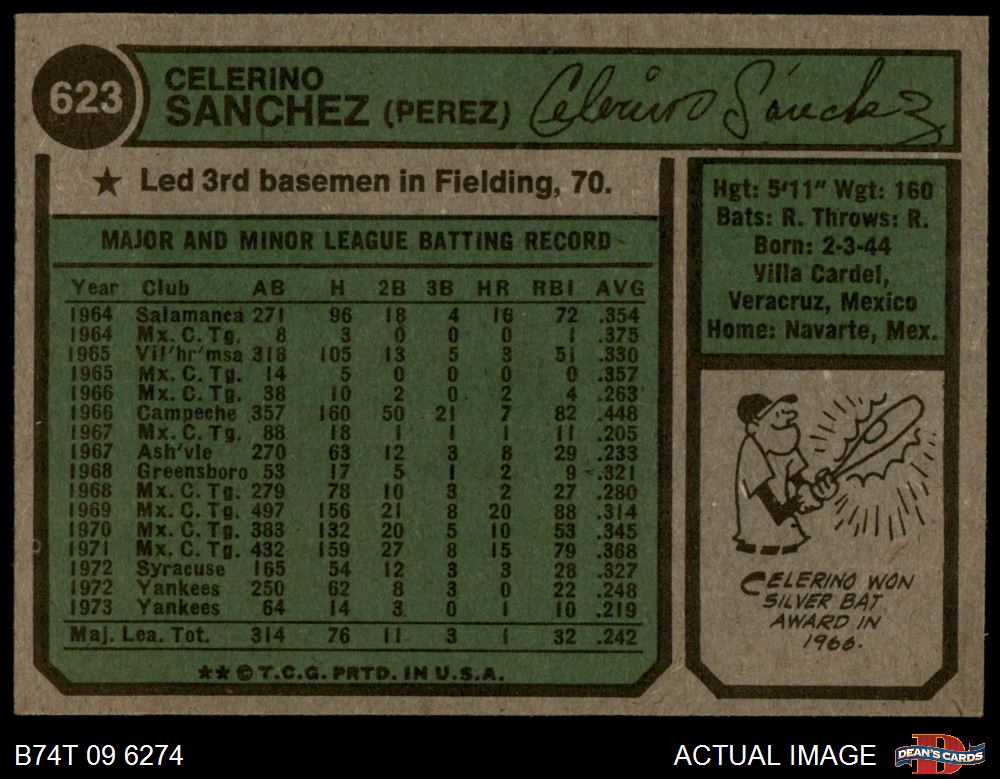 623
CELERINO
SANCHEZ (PEREZ) Celerino Sánchez
★ Led 3rd basemen in Fielding, 70.
MAJOR AND MINOR LEAGUE BATTING RECORD
Year Club AB H 2B 3B HR RBI AVG
1964 Salamanca 271 96 18 4 16 72 .354
1964 Mx. C. Tg. 8 3 0 0 0 1 .375
1965 Vil'hr'msa 318 105 13 5 3 51 .330
1965 Mx. C. Tg. 14 5 0 0 0 0 .357
1966 Mx. C. Tg. 38 10 2 0 2 4 .263
1966 Campeche 357 160 50 21 7 82 .448
1967 Mx. C. Tg. 88 18 1 1 1 11 .205
1967 Ash'vle 270 63 12 3 8 29 .233
1968 Greensboro 53 17 5 1 2 9 .321
1968 Mx. C. Tg. 279 78 10 3 2 27 .280
1969 Mx. C. Tg. 497 156 21 8 20 88 .314
1970 Mx. C. Tg. 383 132 20 5 10 53 .345
1971 Mx. C. Tg. 432 159 27 8 15 79 .368
1972 Syracuse 165 54 12 3 3 28 .327
1972 Yankees 250 62 8 3 0 22 .248
1973 Yankees 64 14 3 0 1 10 .219
Maj. Lea. Tot. 314 76 11 3 1 32 .242
★★ © T.C.G. PRTD. IN U.S.A.
Hgt: 5'11" Wgt: 160
Bats: R. Throws: R.
Born: 2-3-44
Villa Cardel,
Veracruz, Mexico
Home: Navarte, Mex.
CELERINO WON
SILVER BAT
AWARD IN
1966.
B74T 09 6274
ACTUAL IMAGE
DEAN'S CARDS